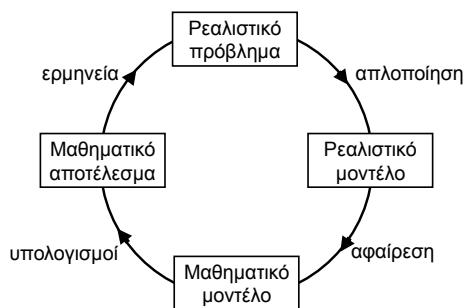 Ρεαλιστικό
πρόβλημα
ερμηνεία
απλοποίηση
Μαθηματικό
αποτέλεσμα
Ρεαλιστικό
μοντέλο
υπολογισμοί
αφαίρεση
Μαθηματικό
μοντέλο